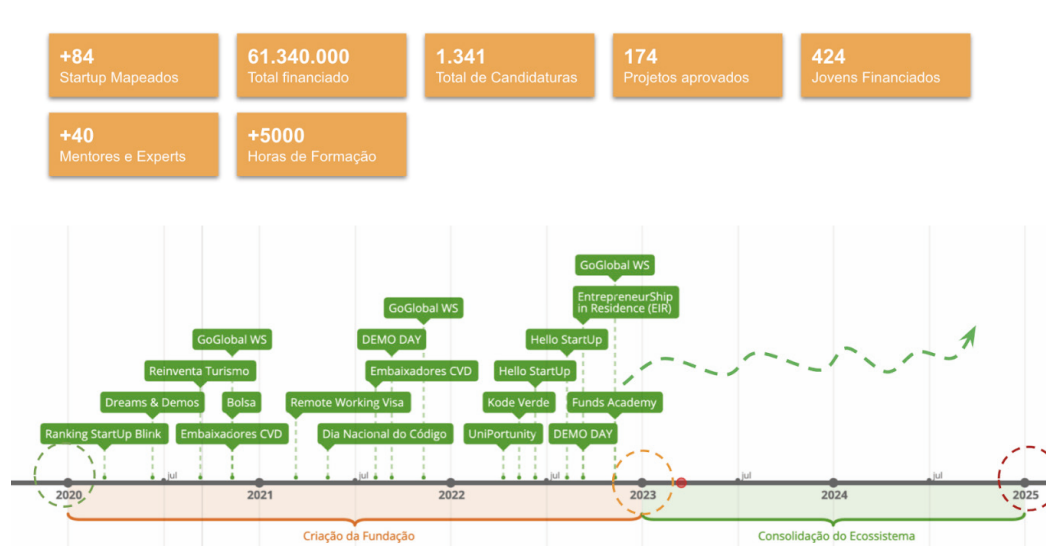 +84
Startup Mapeados
61.340.000
Total financiado
1.341
Total de Candidaturas
174
Projetos aprovados
424
Jovens Financiados
+40
Mentores e Experts
+5000
Horas de Formação
GoGlobal WS
EntrepreneurShip
in Residence (EIR)
GoGlobal WS
GoGlobal WS
DEMO DAY
Hello StartUp
Reinventa Turismo
Embaixadores CVD
Hello StartUp
Dreams & Demos
Bolsa
Remote Working Visa
Kode Verde
Funds Academy
Ranking StartUp Blink
Embaixadores CVD
Dia Nacional do Código
UniPortunity
DEMO DAY
jul
jul
jul
jul
jul
2020
2021
2022
2023
2024
2025
Criação da Fundação
Consolidação do Ecossistema